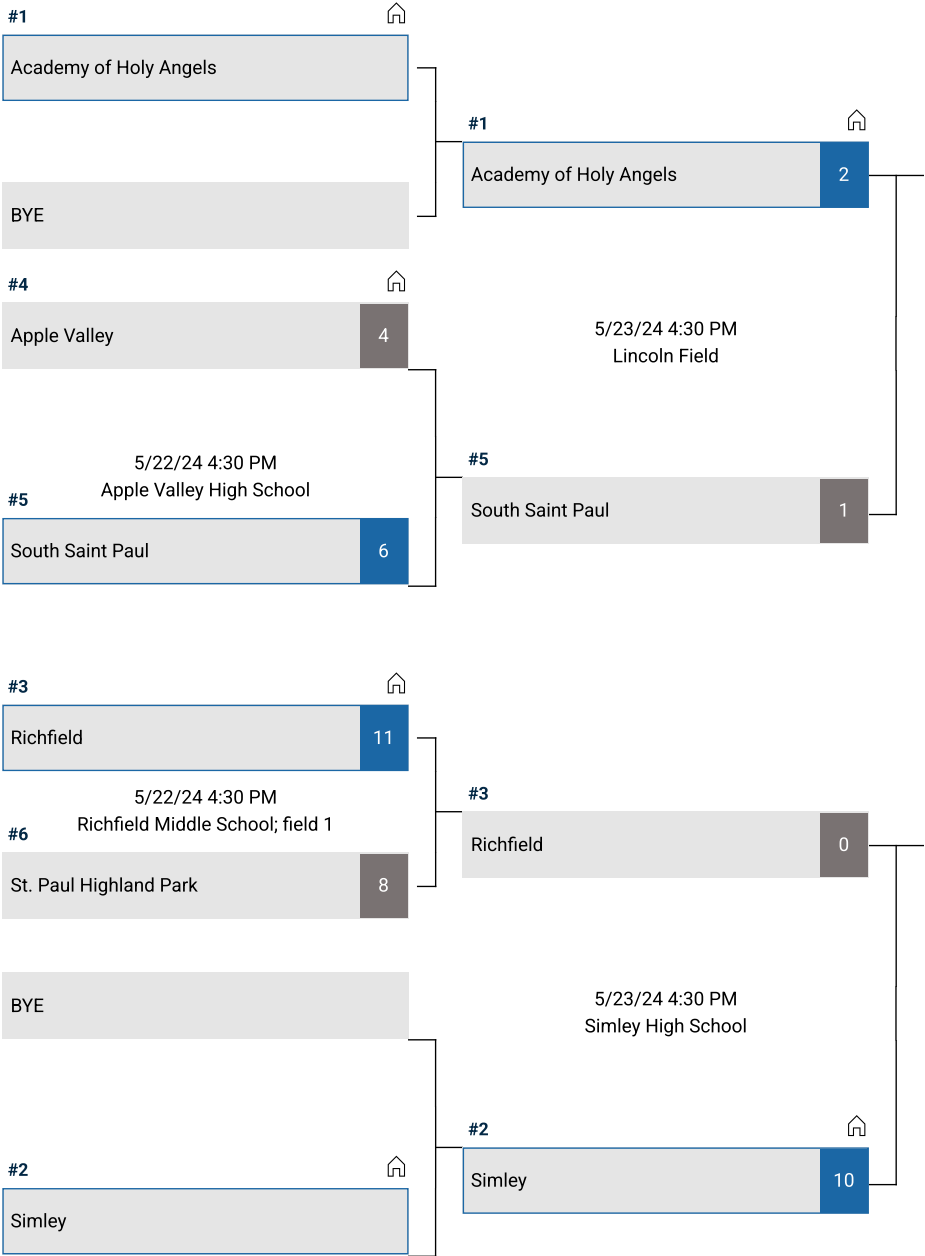 #1
Academy of Holy Angels
BYE
#4
Apple Valley
4
5/22/24 4:30 PM
Apple Valley High School
#5
South Saint Paul
6
#3
Richfield
11
5/22/24 4:30 PM
Richfield Middle School; field 1
#6
St. Paul Highland Park
8
BYE
#2
Simley
#1
Academy of Holy Angels
2
5/23/24 4:30 PM
Lincoln Field
#5
South Saint Paul
1
#3
Richfield
0
5/23/24 4:30 PM
Simley High School
#2
Simley
10